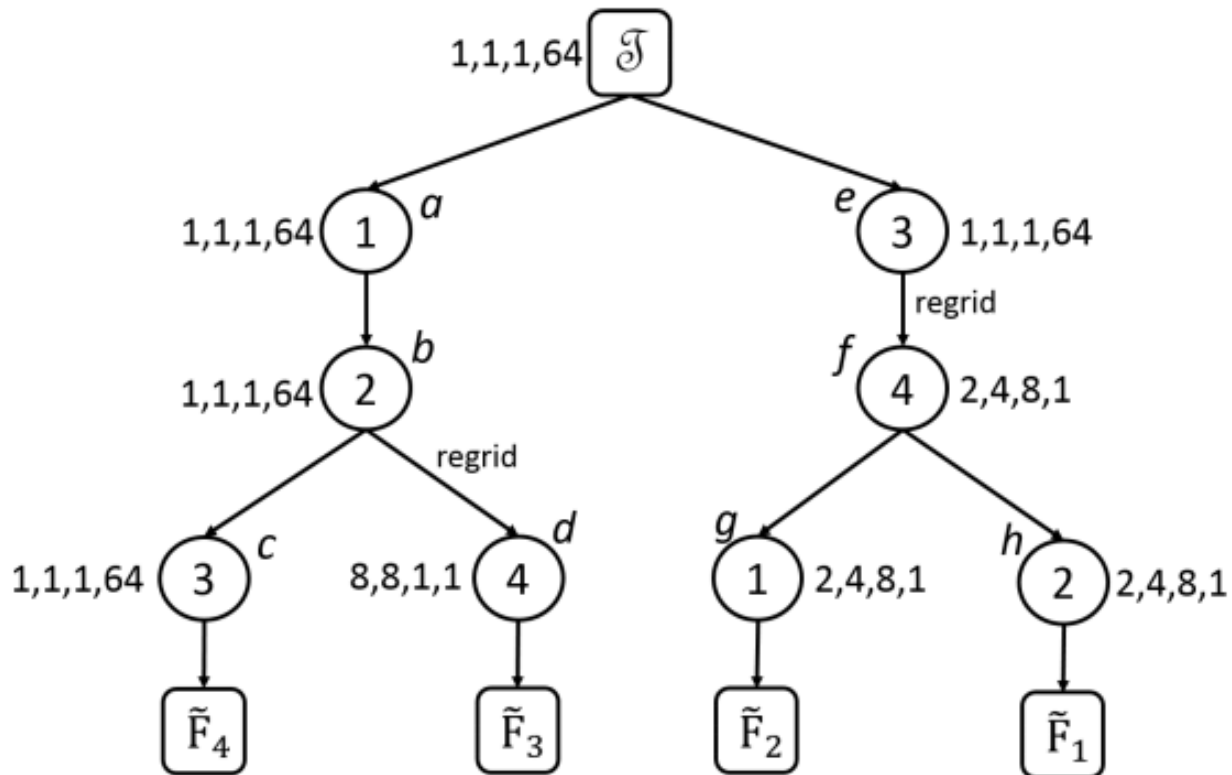 1,1,1,64 𝒯
a e
1,1,1,64 1 3 1,1,1,64
regrid
b f
1,1,1,64 2 4 2,4,8,1
regrid
c d g h
1,1,1,64 3 8,8,1,1 4 1 2,4,8,1 2 2,4,8,1
F̃₄ F̃₃ F̃₂ F̃₁